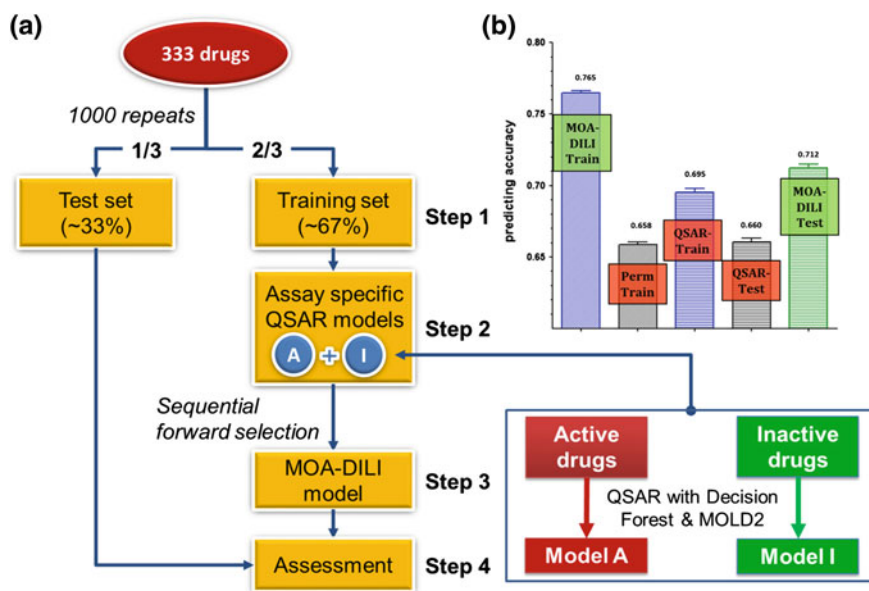 (a)
333 drugs
1000 repeats
1/3
2/3
Test set
(~33%)
Training set
(~67%)
Step 1
Assay specific
QSAR models
A + I
Step 2
Sequential
forward selection
MOA-DILI
model
Step 3
Assessment
Step 4
(b)
predicting accuracy
0.80
0.75
0.70
0.65
0.765
MOA-
DILI
Train
0.658
Perm
Train
0.695
QSAR-
Train
0.660
QSAR-
Test
0.712
MOA-
DILI
Test
Active
drugs
Inactive
drugs
QSAR with Decision
Forest & MOLD2
Model A
Model I